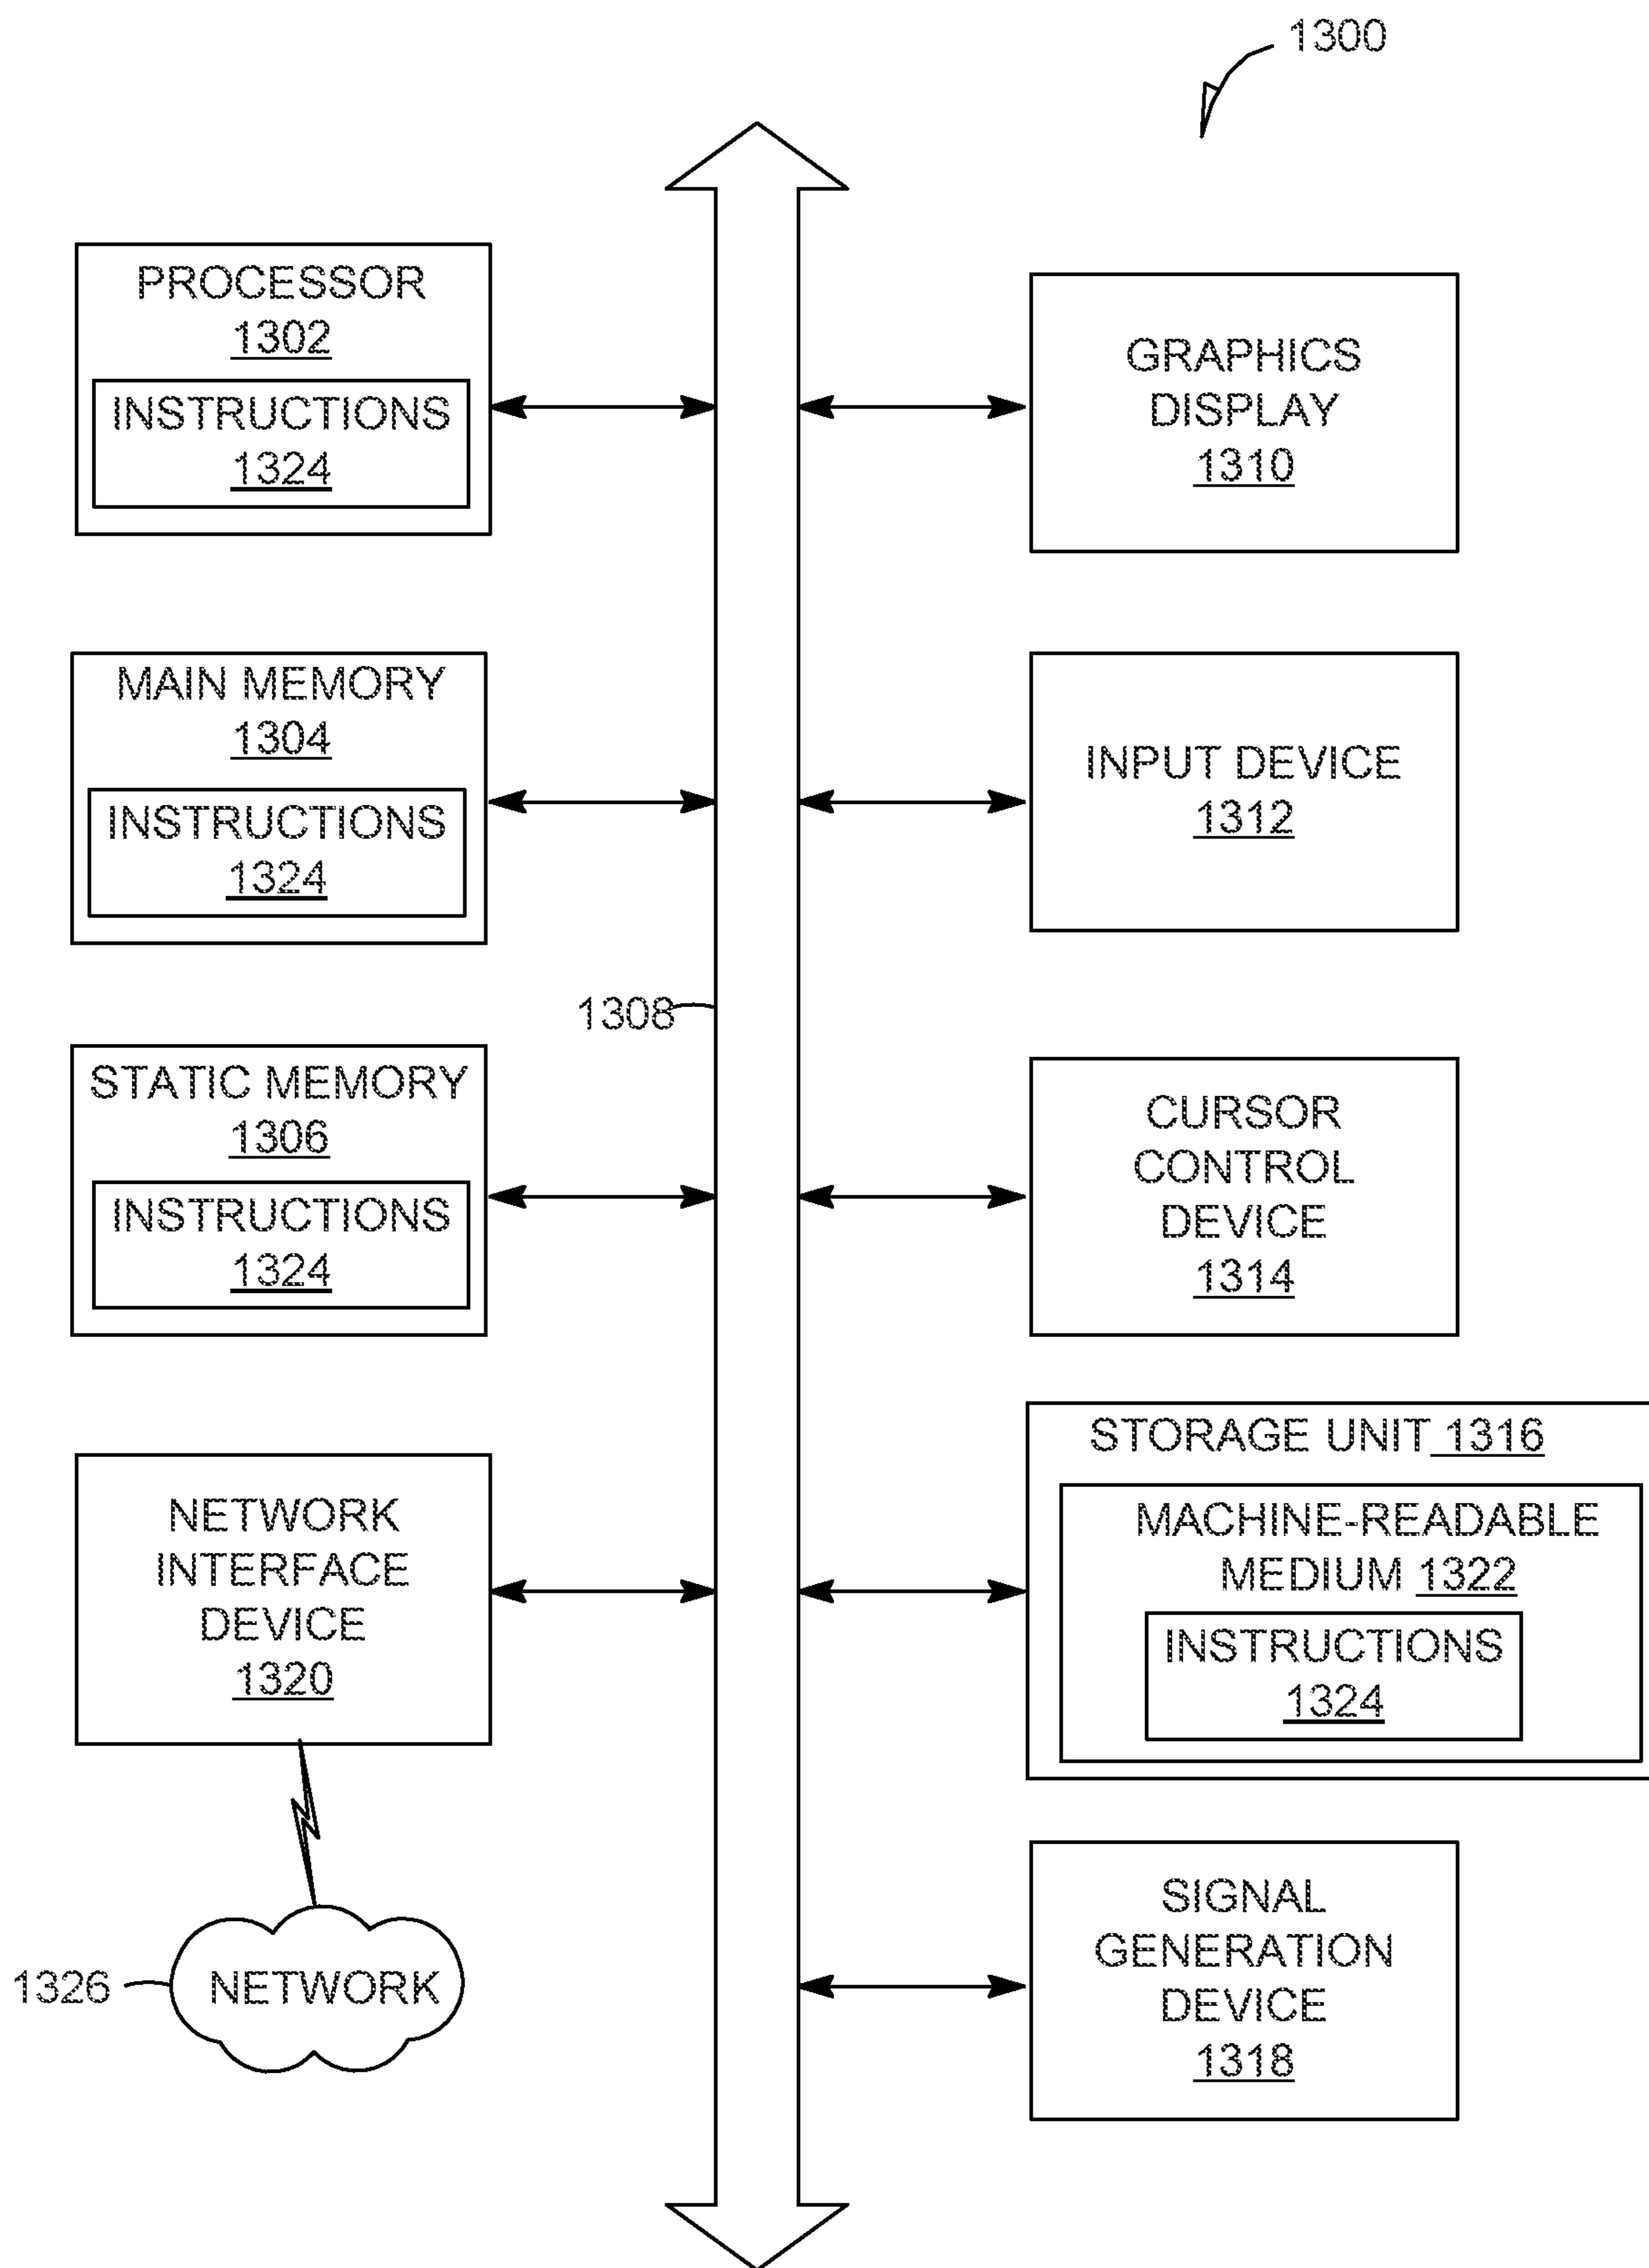 1300
PROCESSOR
1302
INSTRUCTIONS
1324
GRAPHICS
DISPLAY
1310
MAIN MEMORY
1304
INSTRUCTIONS
1324
INPUT DEVICE
1312
1308
STATIC MEMORY
1306
INSTRUCTIONS
1324
CURSOR
CONTROL
DEVICE
1314
NETWORK
INTERFACE
DEVICE
1320
STORAGE UNIT 1316
MACHINE-READABLE
MEDIUM 1322
INSTRUCTIONS
1324
1326
NETWORK
SIGNAL
GENERATION
DEVICE
1318